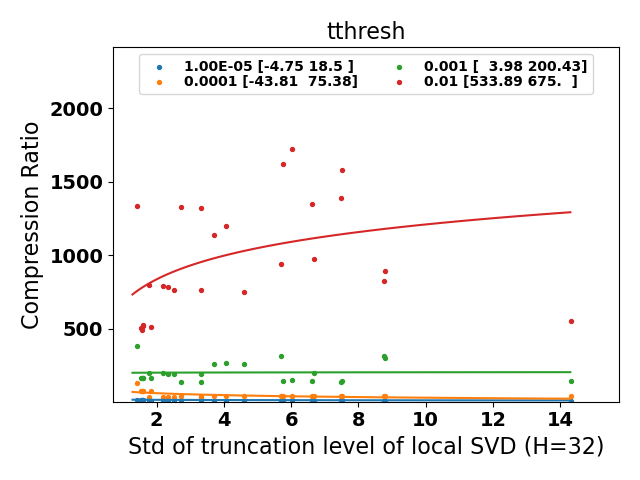 tthresh
1.00E-05 [-4.75 18.5 ]
0.0001 [-43.81  75.38]
0.001 [  3.98 200.43]
0.01 [533.89 675.  ]
Compression Ratio
2000
1500
1000
500
2 4 6 8 10 12 14
Std of truncation level of local SVD (H=32)